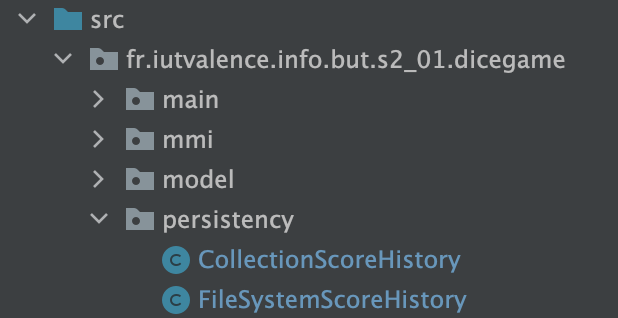 src
fr.iutvalence.info.but.s2_01.dicegame
main
mmi
model
persistency
C CollectionScoreHistory
C FileSystemScoreHistory